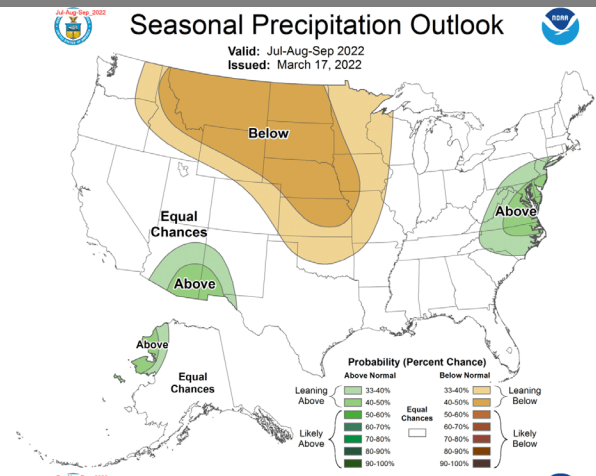 Jul-Aug-Sep_2022
Seasonal Precipitation Outlook
NOAA
Valid: Jul-Aug-Sep 2022
Issued: March 17, 2022
Below
Equal
Chances
Above
Above
Above
Equal
Chances
Probability (Percent Chance)
Above Normal
Below Normal
Leaning
Above
33-40%
40-50%
50-60%
60-70%
70-80%
80-90%
90-100%
Likely
Above
Equal
Chances
33-40%
40-50%
50-60%
60-70%
70-80%
80-90%
90-100%
Leaning
Below
Likely
Below